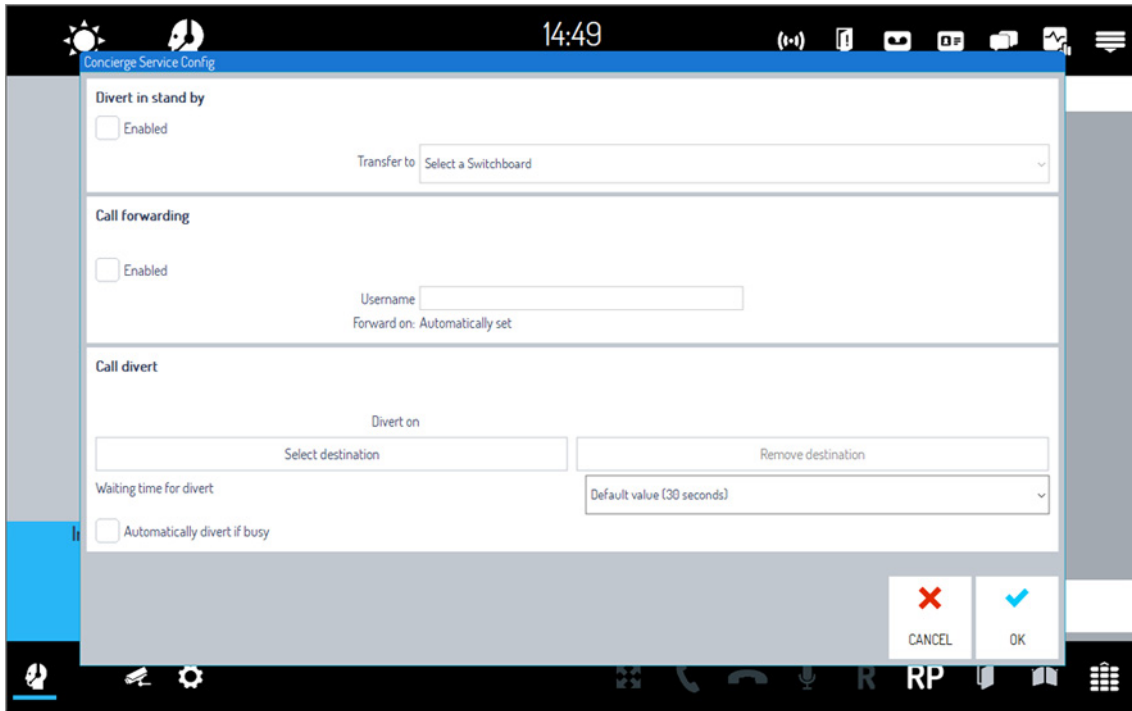 14:49
Concierge Service Config
Divert in stand by
Enabled
Transfer to Select a Switchboard
Call forwarding
Enabled
Username
Forward on: Automatically set
Call divert
Divert on
Select destination Remove destination
Waiting time for divert Default value (30 seconds)
Automatically divert if busy
CANCEL OK
R RP